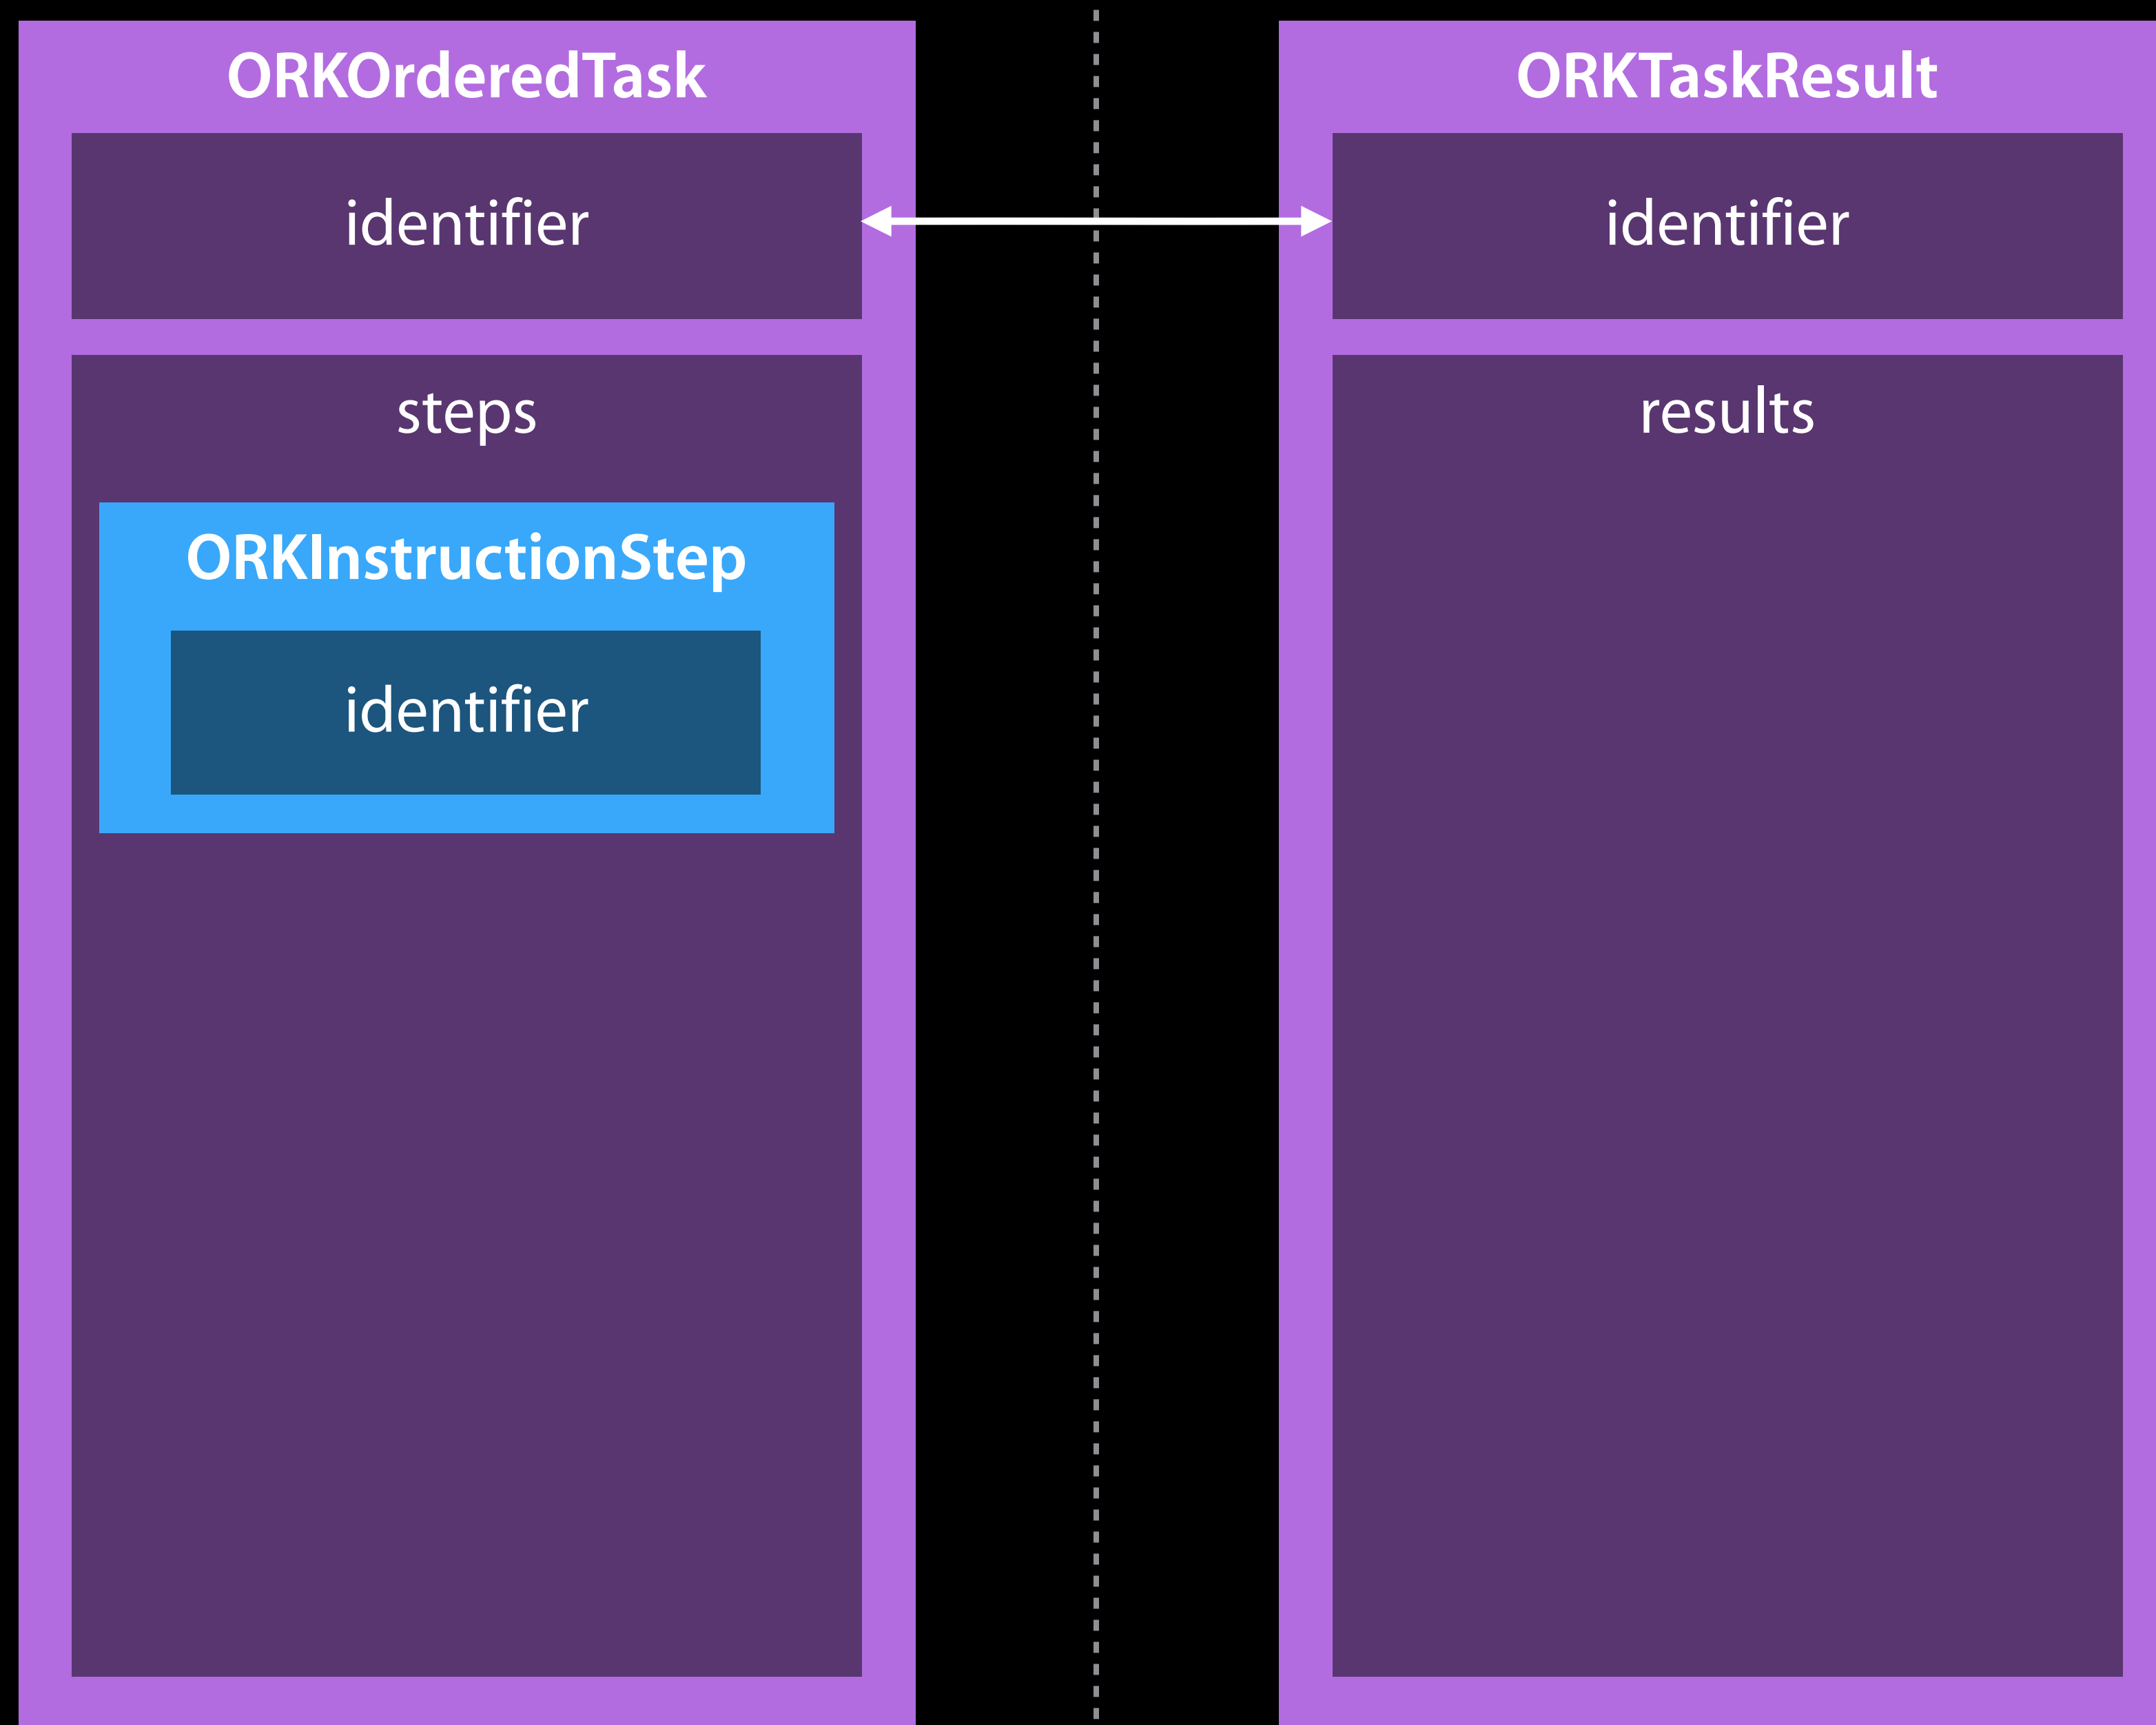 ORKOrderedTask
identifier
steps
ORKInstructionStep
identifier
ORKTaskResult
identifier
results